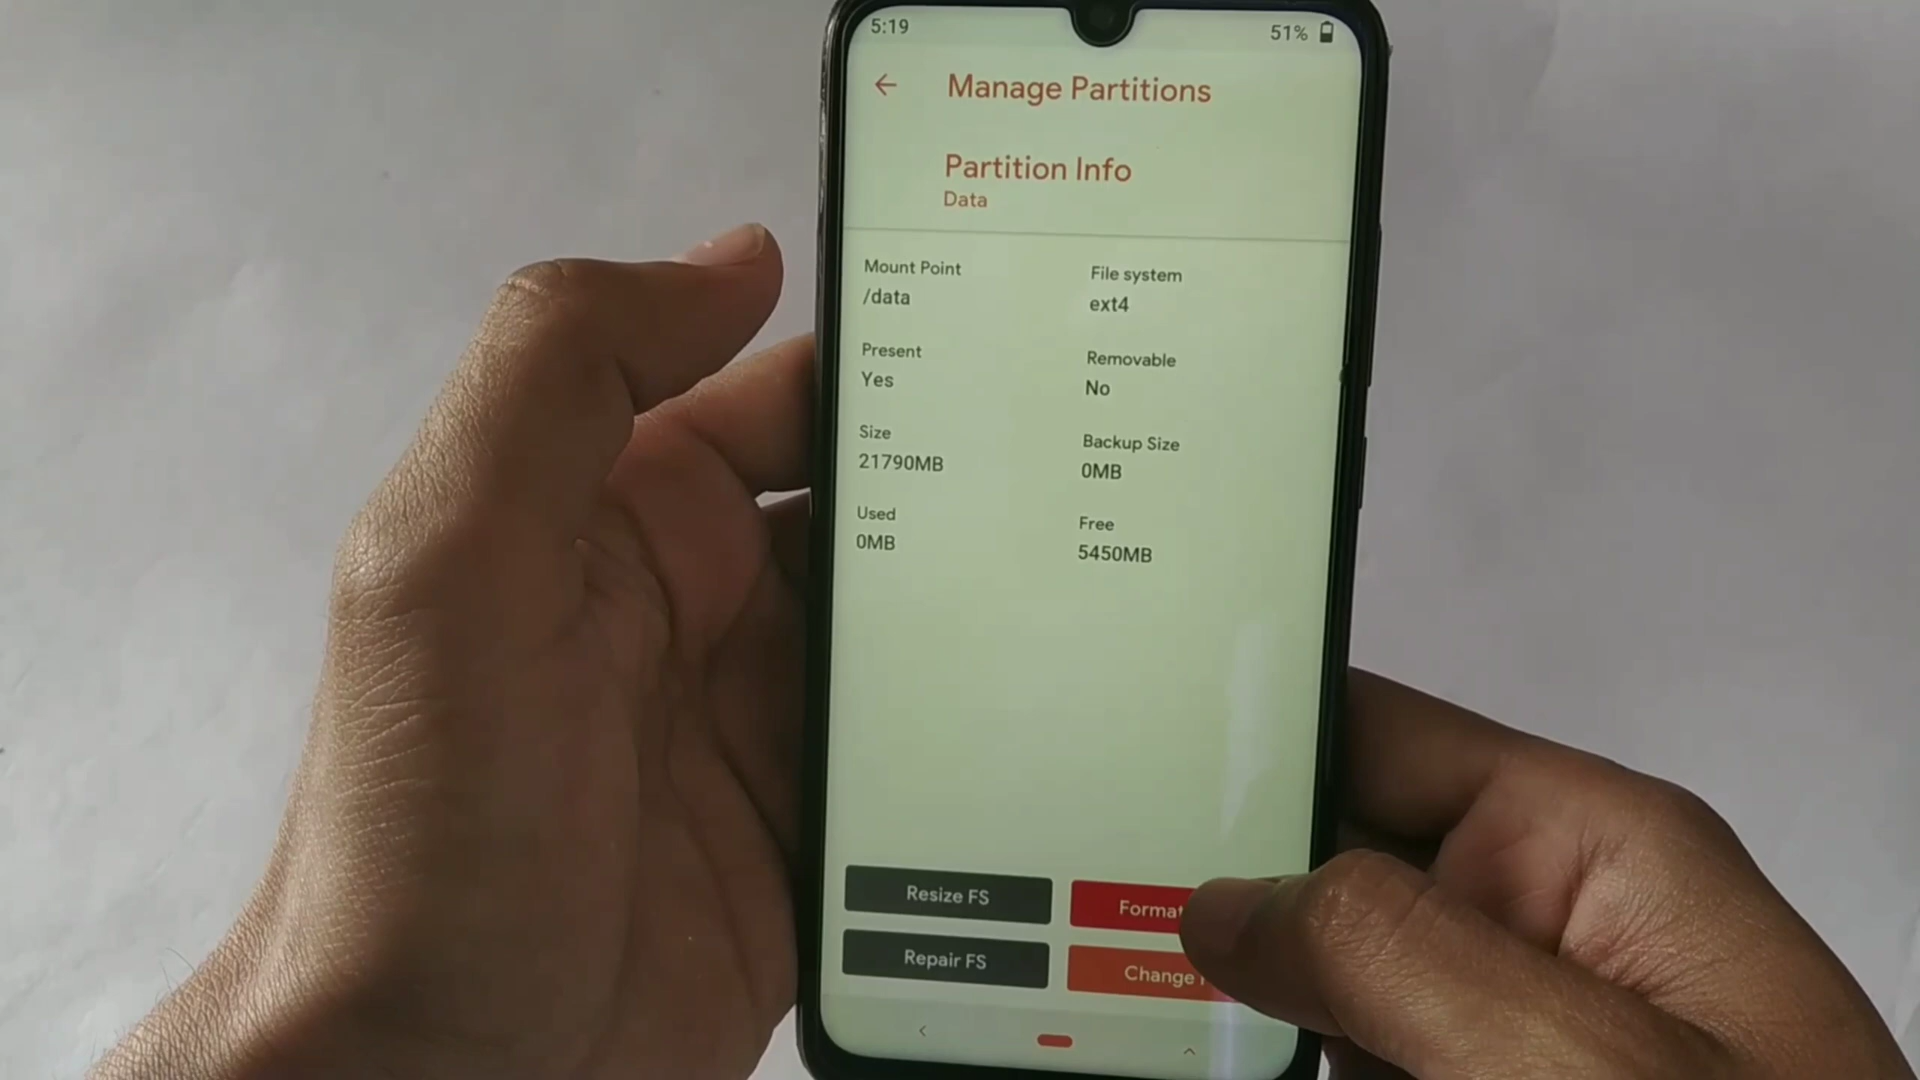 5:19
51%
Manage Partitions
Partition Info
Data
Mount Point
/data
File system
ext4
Present
Yes
Removable
No
Size
21790MB
Backup Size
0MB
Used
0MB
Free
5450MB
Resize FS
Format
Repair FS
Change